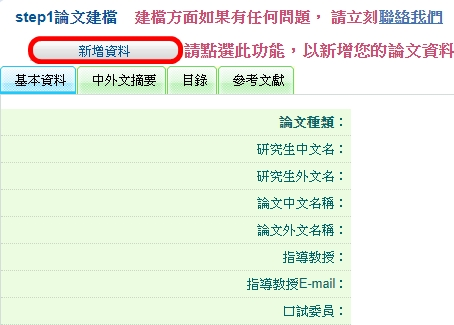 step1論文建檔 建檔方面如果有任何問題， 請立刻聯絡我們
新增資料 請點選此功能，以新增您的論文資料
基本資料 中外文摘要 目錄 參考文獻
論文種類：
研究生中文名：
研究生外文名：
論文中文名稱：
論文外文名稱：
指導教授：
指導教授E-mail：
口試委員：